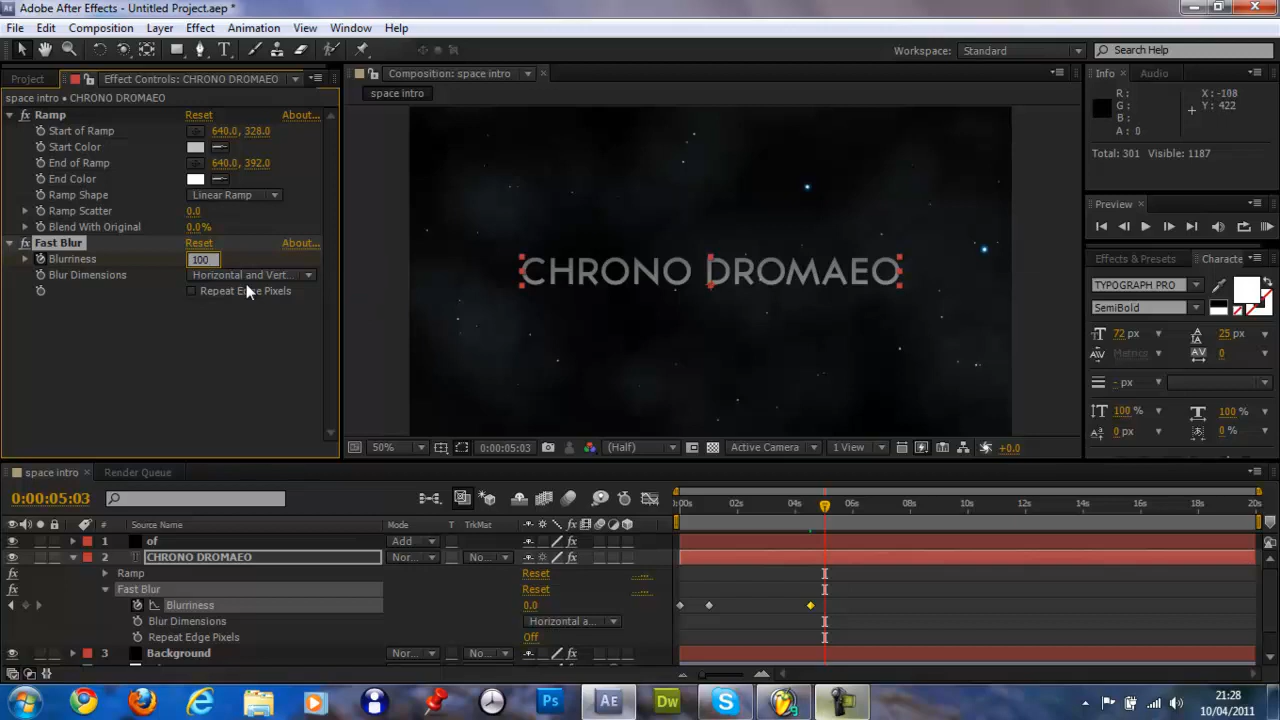 Adobe After Effects - Untitled Project.aep *
File Edit Composition Layer Effect Animation View Window Help
Workspace: Standard Search Help
Project Effect Controls: CHRONO DROMAEO
space intro • CHRONO DROMAEO
Ramp Reset About...
Start of Ramp 640.0, 328.0
Start Color
End of Ramp 640.0, 392.0
End Color
Ramp Shape Linear Ramp
Ramp Scatter 0.0
Blend With Original 0.0%
Fast Blur Reset About...
Blurriness 100
Blur Dimensions Horizontal and Vert...
Repeat Edge Pixels
Composition: space intro
space intro
CHRONO DROMAEO
50% 0:00:05:03 (Half) Active Camera 1 View +0.0
Info Audio
R : X : -108
G : Y : 422
B :
A : 0
Total: 301 Visible: 1187
Preview
Effects & Presets Characte
TYPOGRAPH PRO
SemiBold
72 px 25 px
Metrics 0
- px
100 % 100 %
0 px 0 %
space intro Render Queue
0:00:05:03
:00s 02s 04s 06s 08s 10s 12s 14s 16s 18s 20s
# Source Name Mode T TrkMat
1 of Add
2 CHRONO DROMAEO Nor... No...
Ramp Reset
Fast Blur Reset
Blurriness 0.0
Blur Dimensions Horizontal a...
Repeat Edge Pixels Off
3 Background Nor... No...
Ps Ae Dw
21:28
10/04/2011